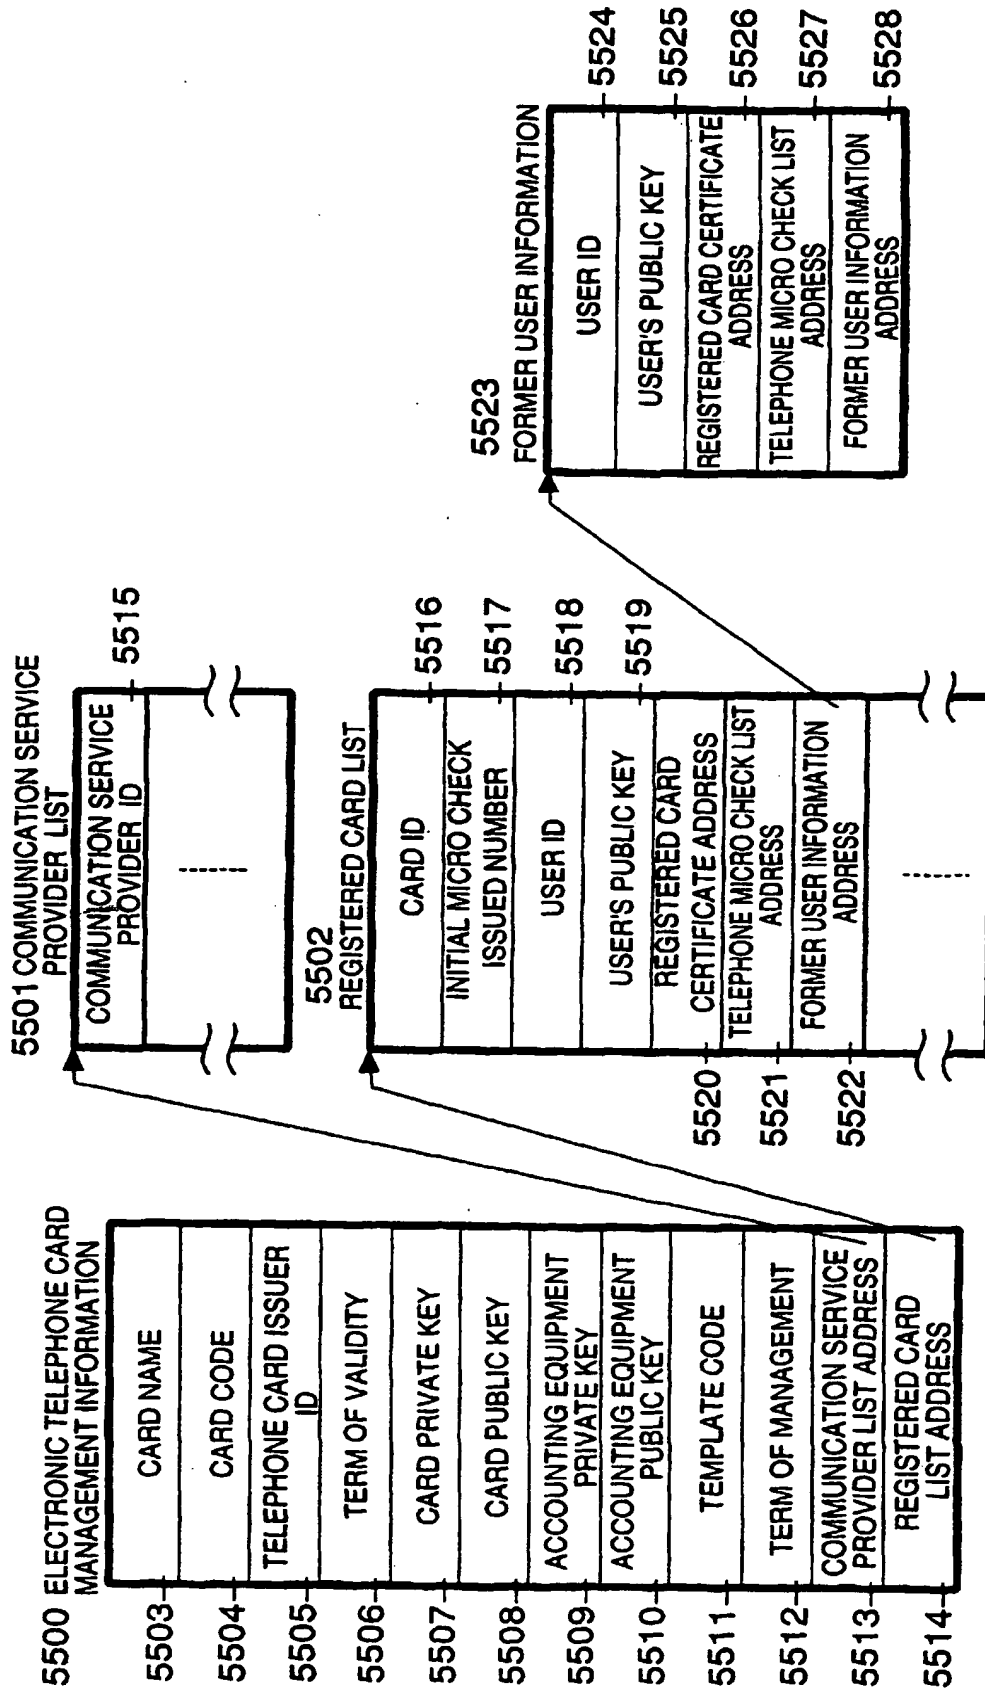 5500 ELECTRONIC TELEPHONE CARD
MANAGEMENT INFORMATION
5503
CARD NAME
5504
CARD CODE
5505
TELEPHONE CARD ISSUER
ID
5506
TERM OF VALIDITY
5507
CARD PRIVATE KEY
5508
CARD PUBLIC KEY
5509
ACCOUNTING EQUIPMENT
PRIVATE KEY
5510
ACCOUNTING EQUIPMENT
PUBLIC KEY
5511
TEMPLATE CODE
5512
TERM OF MANAGEMENT
5513
COMMUNICATION SERVICE
PROVIDER LIST ADDRESS
5514
REGISTERED CARD
LIST ADDRESS
5501 COMMUNICATION SERVICE
PROVIDER LIST
COMMUNICATION SERVICE
PROVIDER ID
5515
5502
REGISTERED CARD LIST
CARD ID
5516
INITIAL MICRO CHECK
ISSUED NUMBER
5517
USER ID
5518
USER'S PUBLIC KEY
5519
REGISTERED CARD
CERTIFICATE ADDRESS
5520
TELEPHONE MICRO CHECK LIST
ADDRESS
5521
FORMER USER INFORMATION
ADDRESS
5522
5523
FORMER USER INFORMATION
USER ID
5524
USER'S PUBLIC KEY
5525
REGISTERED CARD CERTIFICATE
ADDRESS
5526
TELEPHONE MICRO CHECK LIST
ADDRESS
5527
FORMER USER INFORMATION
ADDRESS
5528